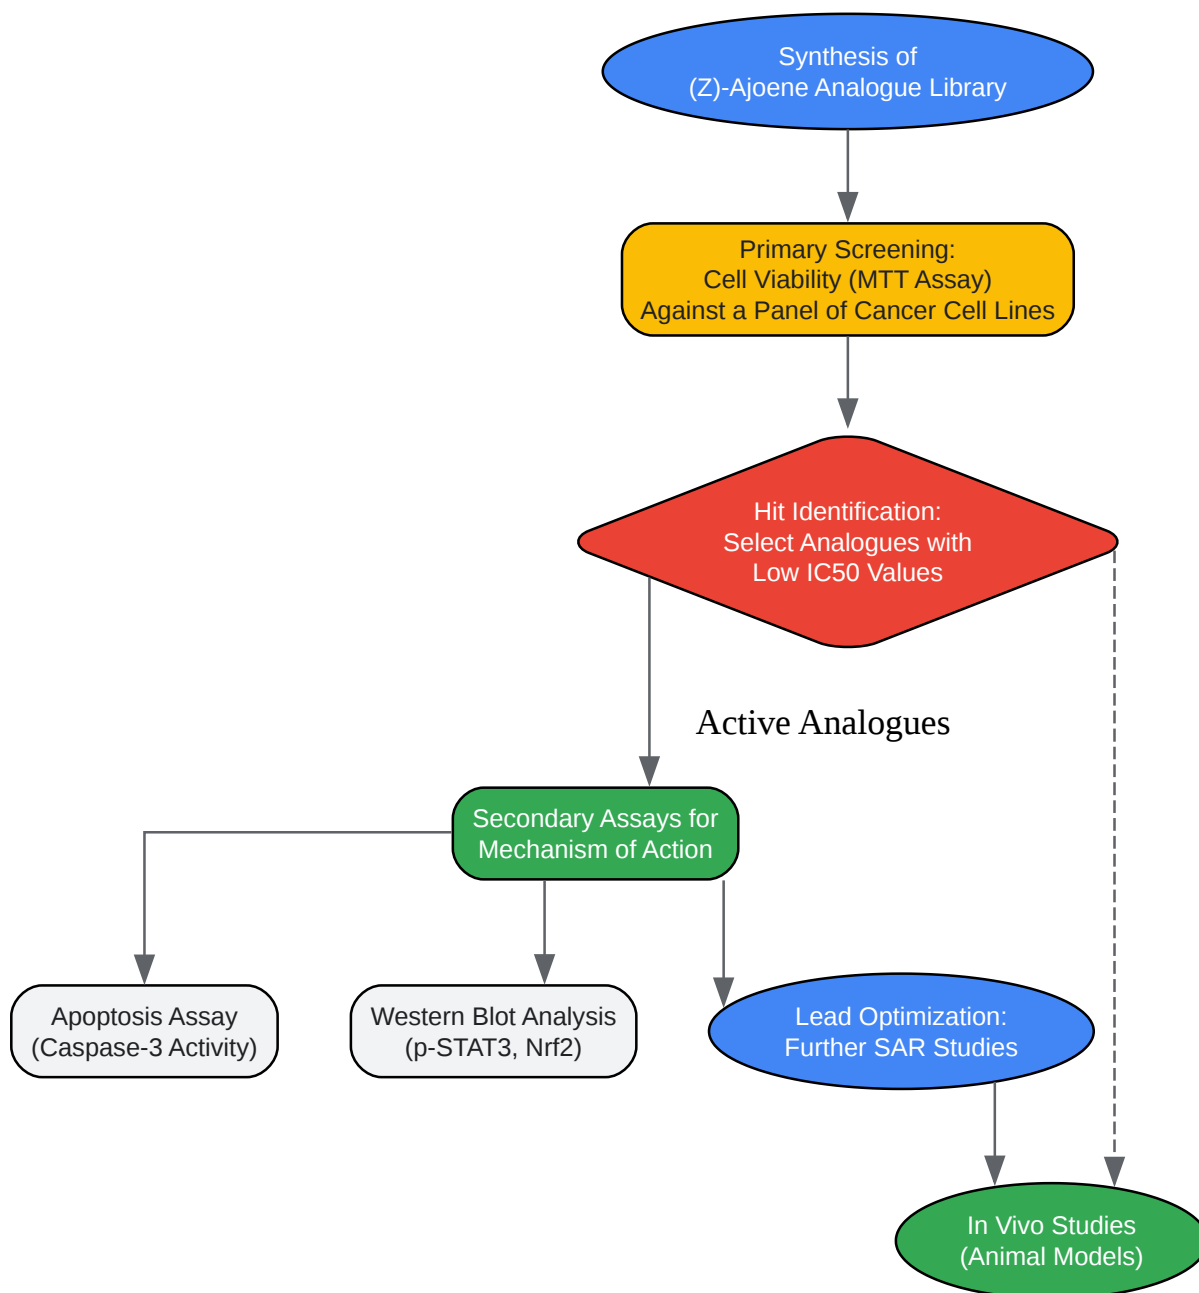 Synthesis of
(Z)-Ajoene Analogue Library
Primary Screening:
Cell Viability (MTT Assay)
Against a Panel of Cancer Cell Lines
Hit Identification:
Select Analogues with
Low IC50 Values
Active Analogues
Secondary Assays for
Mechanism of Action
Apoptosis Assay
(Caspase-3 Activity)
Western Blot Analysis
(p-STAT3, Nrf2)
Lead Optimization:
Further SAR Studies
In Vivo Studies
(Animal Models)